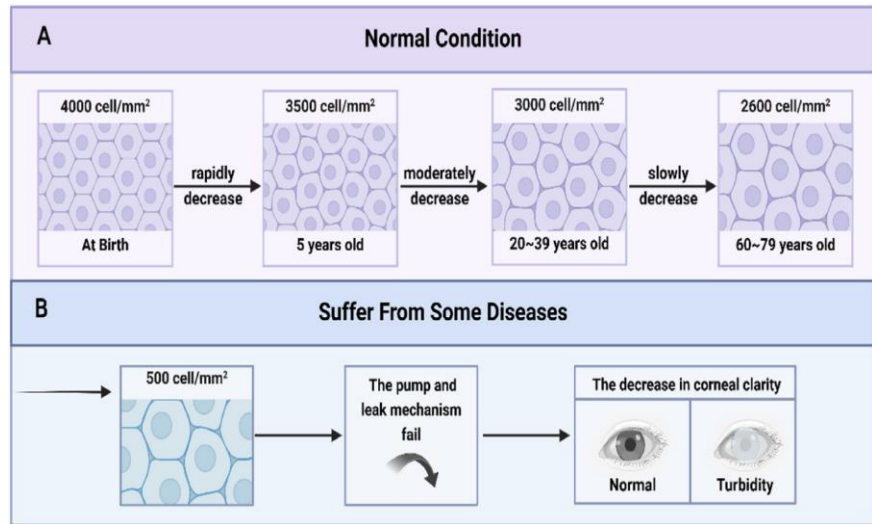 A
Normal Condition
4000 cell/mm²
At Birth
rapidly
decrease
3500 cell/mm²
5 years old
moderately
decrease
3000 cell/mm²
20~39 years old
slowly
decrease
2600 cell/mm²
60~79 years old
B
Suffer From Some Diseases
500 cell/mm²
The pump and
leak mechanism
fail
The decrease in corneal clarity
Normal
Turbidity